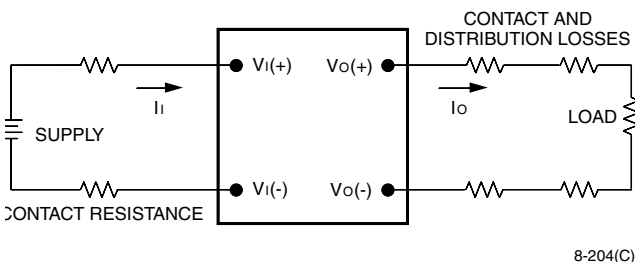 CONTACT AND
DISTRIBUTION LOSSES
VI(+)
VO(+)
II
IO
LOAD
SUPPLY
VI(-)
VO(-)
CONTACT RESISTANCE
8-204(C)